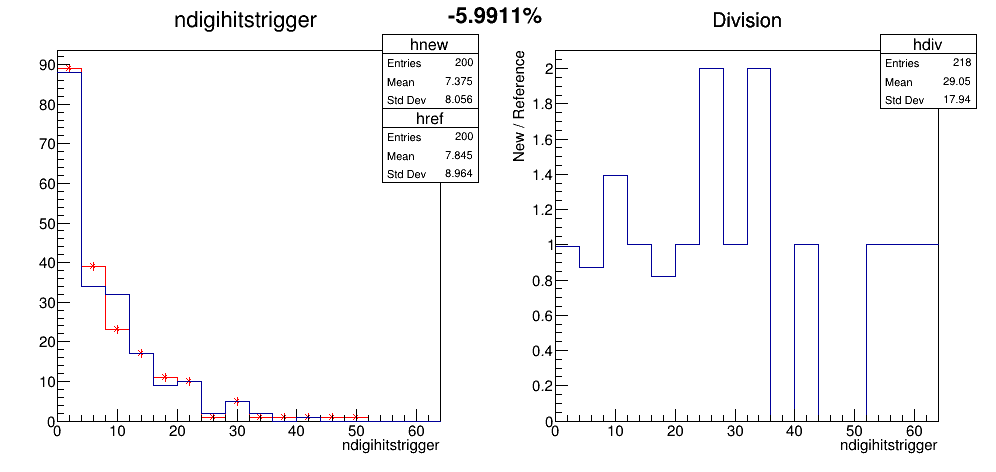 -5.9911%
ndigihitstrigger
hnew
Entries 200
Mean 7.375
Std Dev 8.056
href
Entries 200
Mean 7.845
Std Dev 8.964
90
80
70
60
50
40
30
20
10
0
0 10 20 30 40 50 60
ndigihitstrigger
Division
hdiv
Entries 218
Mean 29.05
Std Dev 17.94
New / Reference
2
1.8
1.6
1.4
1.2
1
0.8
0.6
0.4
0.2
0
0 10 20 30 40 50 60
ndigihitstrigger